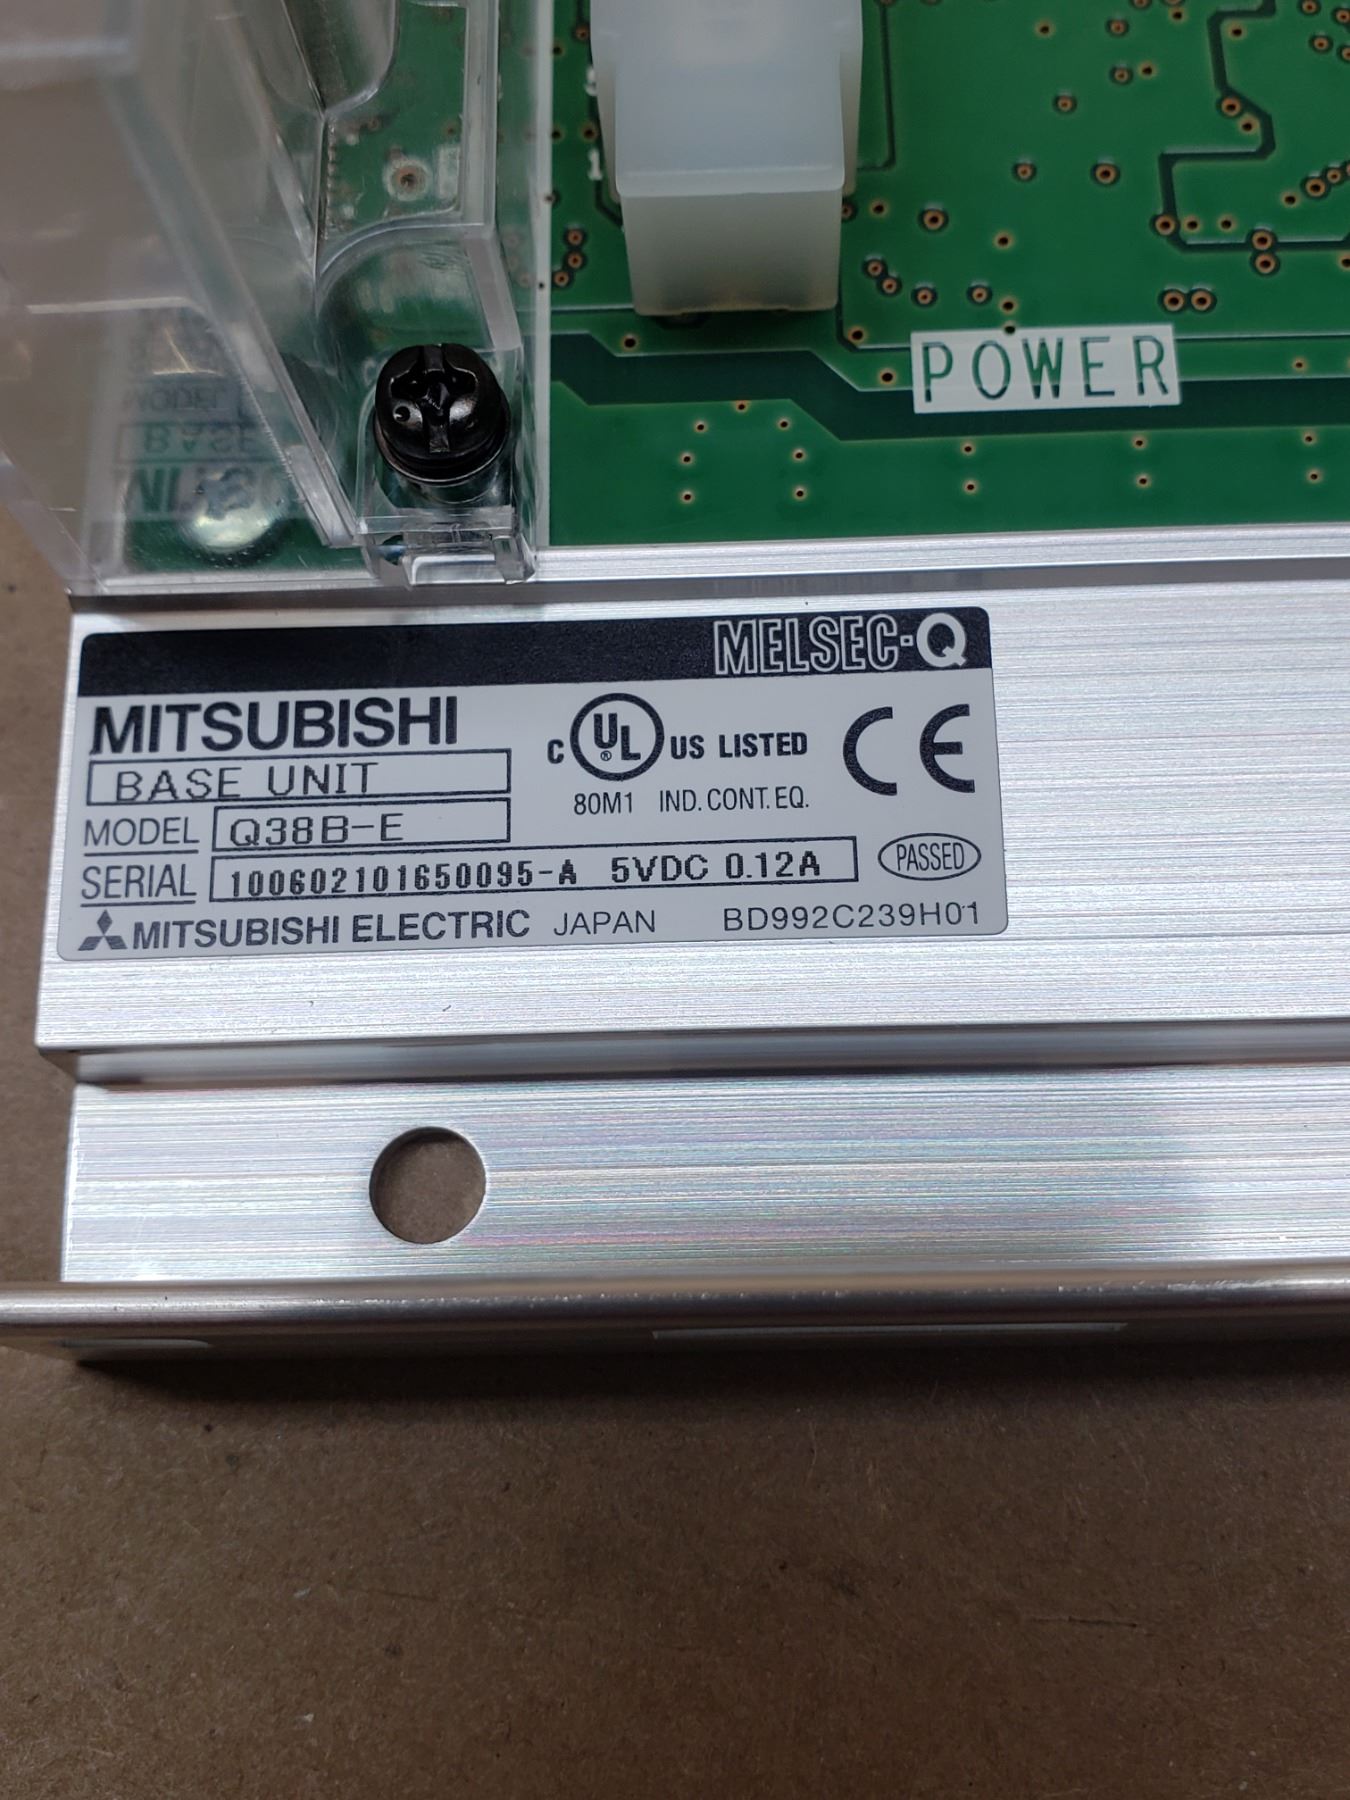 POWER
MELSEC-Q
MITSUBISHI
BASE UNIT
C UL ® US LISTED
CE
80M1 IND. CONT. EQ.
MODEL Q38B-E
SERIAL 100602101650095-A 5VDC 0.12A
PASSED
MITSUBISHI ELECTRIC JAPAN BD992C239H01